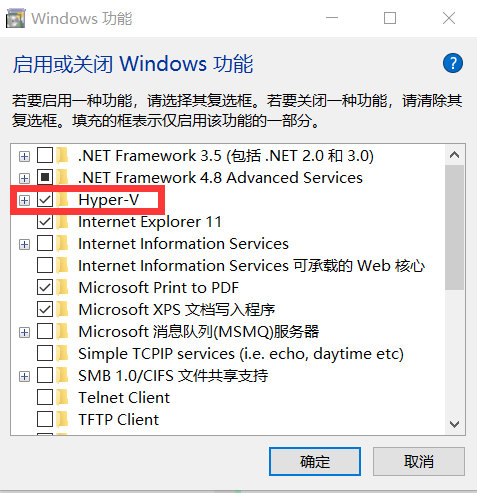 Windows 功能
启用或关闭 Windows 功能
若要启用一种功能，请选择其复选框。若要关闭一种功能，请清除其
复选框。填充的框表示仅启用该功能的一部分。
.NET Framework 3.5 (包括 .NET 2.0 和 3.0)
.NET Framework 4.8 Advanced Services
Hyper-V
Internet Explorer 11
Internet Information Services
Internet Information Services 可承载的 Web 核心
Microsoft Print to PDF
Microsoft XPS 文档写入程序
Microsoft 消息队列(MSMQ)服务器
Simple TCPIP services (i.e. echo, daytime etc)
SMB 1.0/CIFS 文件共享支持
Telnet Client
TFTP Client
确定
取消